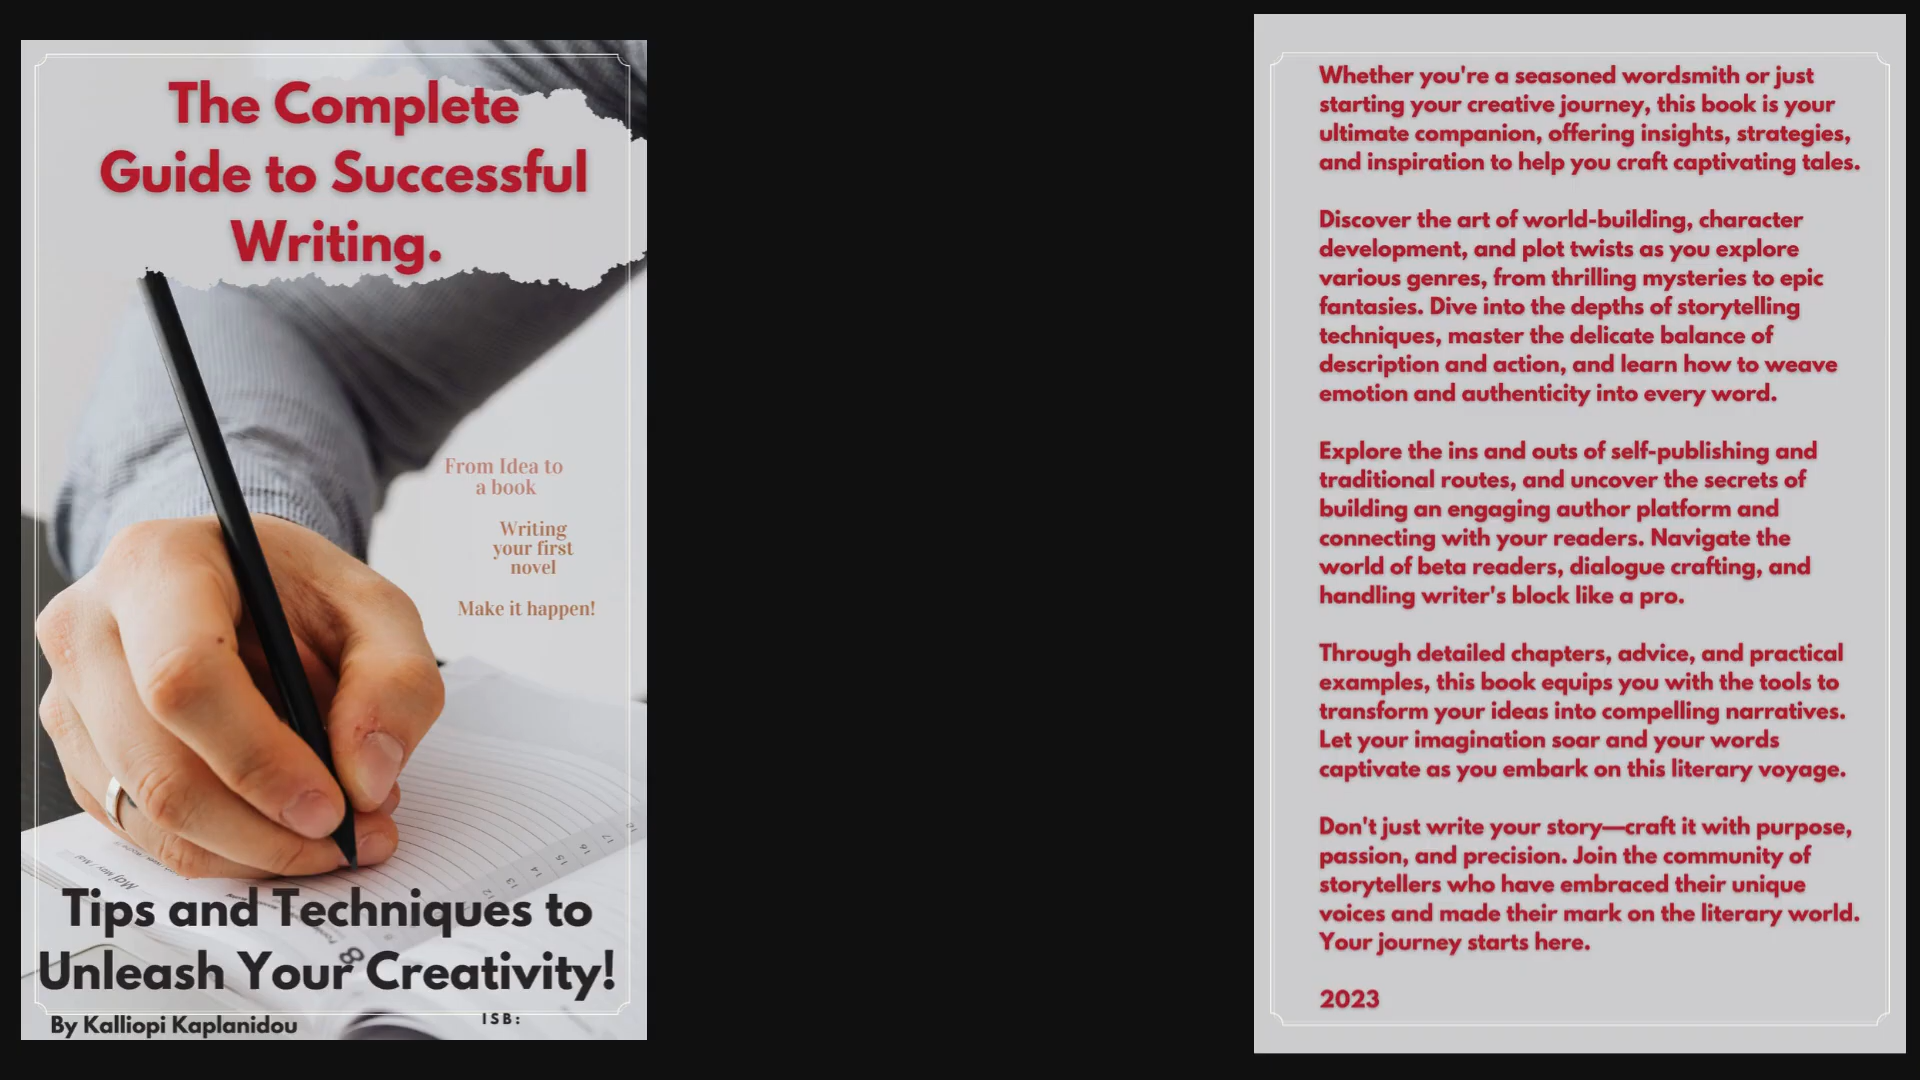 The Complete
Guide to Successful
Writing.
From Idea to
a book
Writing
your first
novel
Make it happen!
Tips and Techniques to
Unleash Your Creativity!
By Kalliopi Kaplanidou
ISB:
Whether you're a seasoned wordsmith or just
starting your creative journey, this book is your
ultimate companion, offering insights, strategies,
and inspiration to help you craft captivating tales.
Discover the art of world-building, character
development, and plot twists as you explore
various genres, from thrilling mysteries to epic
fantasies. Dive into the depths of storytelling
techniques, master the delicate balance of
description and action, and learn how to weave
emotion and authenticity into every word.
Explore the ins and outs of self-publishing and
traditional routes, and uncover the secrets of
building an engaging author platform and
connecting with your readers. Navigate the
world of beta readers, dialogue crafting, and
handling writer's block like a pro.
Through detailed chapters, advice, and practical
examples, this book equips you with the tools to
transform your ideas into compelling narratives.
Let your imagination soar and your words
captivate as you embark on this literary voyage.
Don't just write your story—craft it with purpose,
passion, and precision. Join the community of
storytellers who have embraced their unique
voices and made their mark on the literary world.
Your journey starts here.
2023